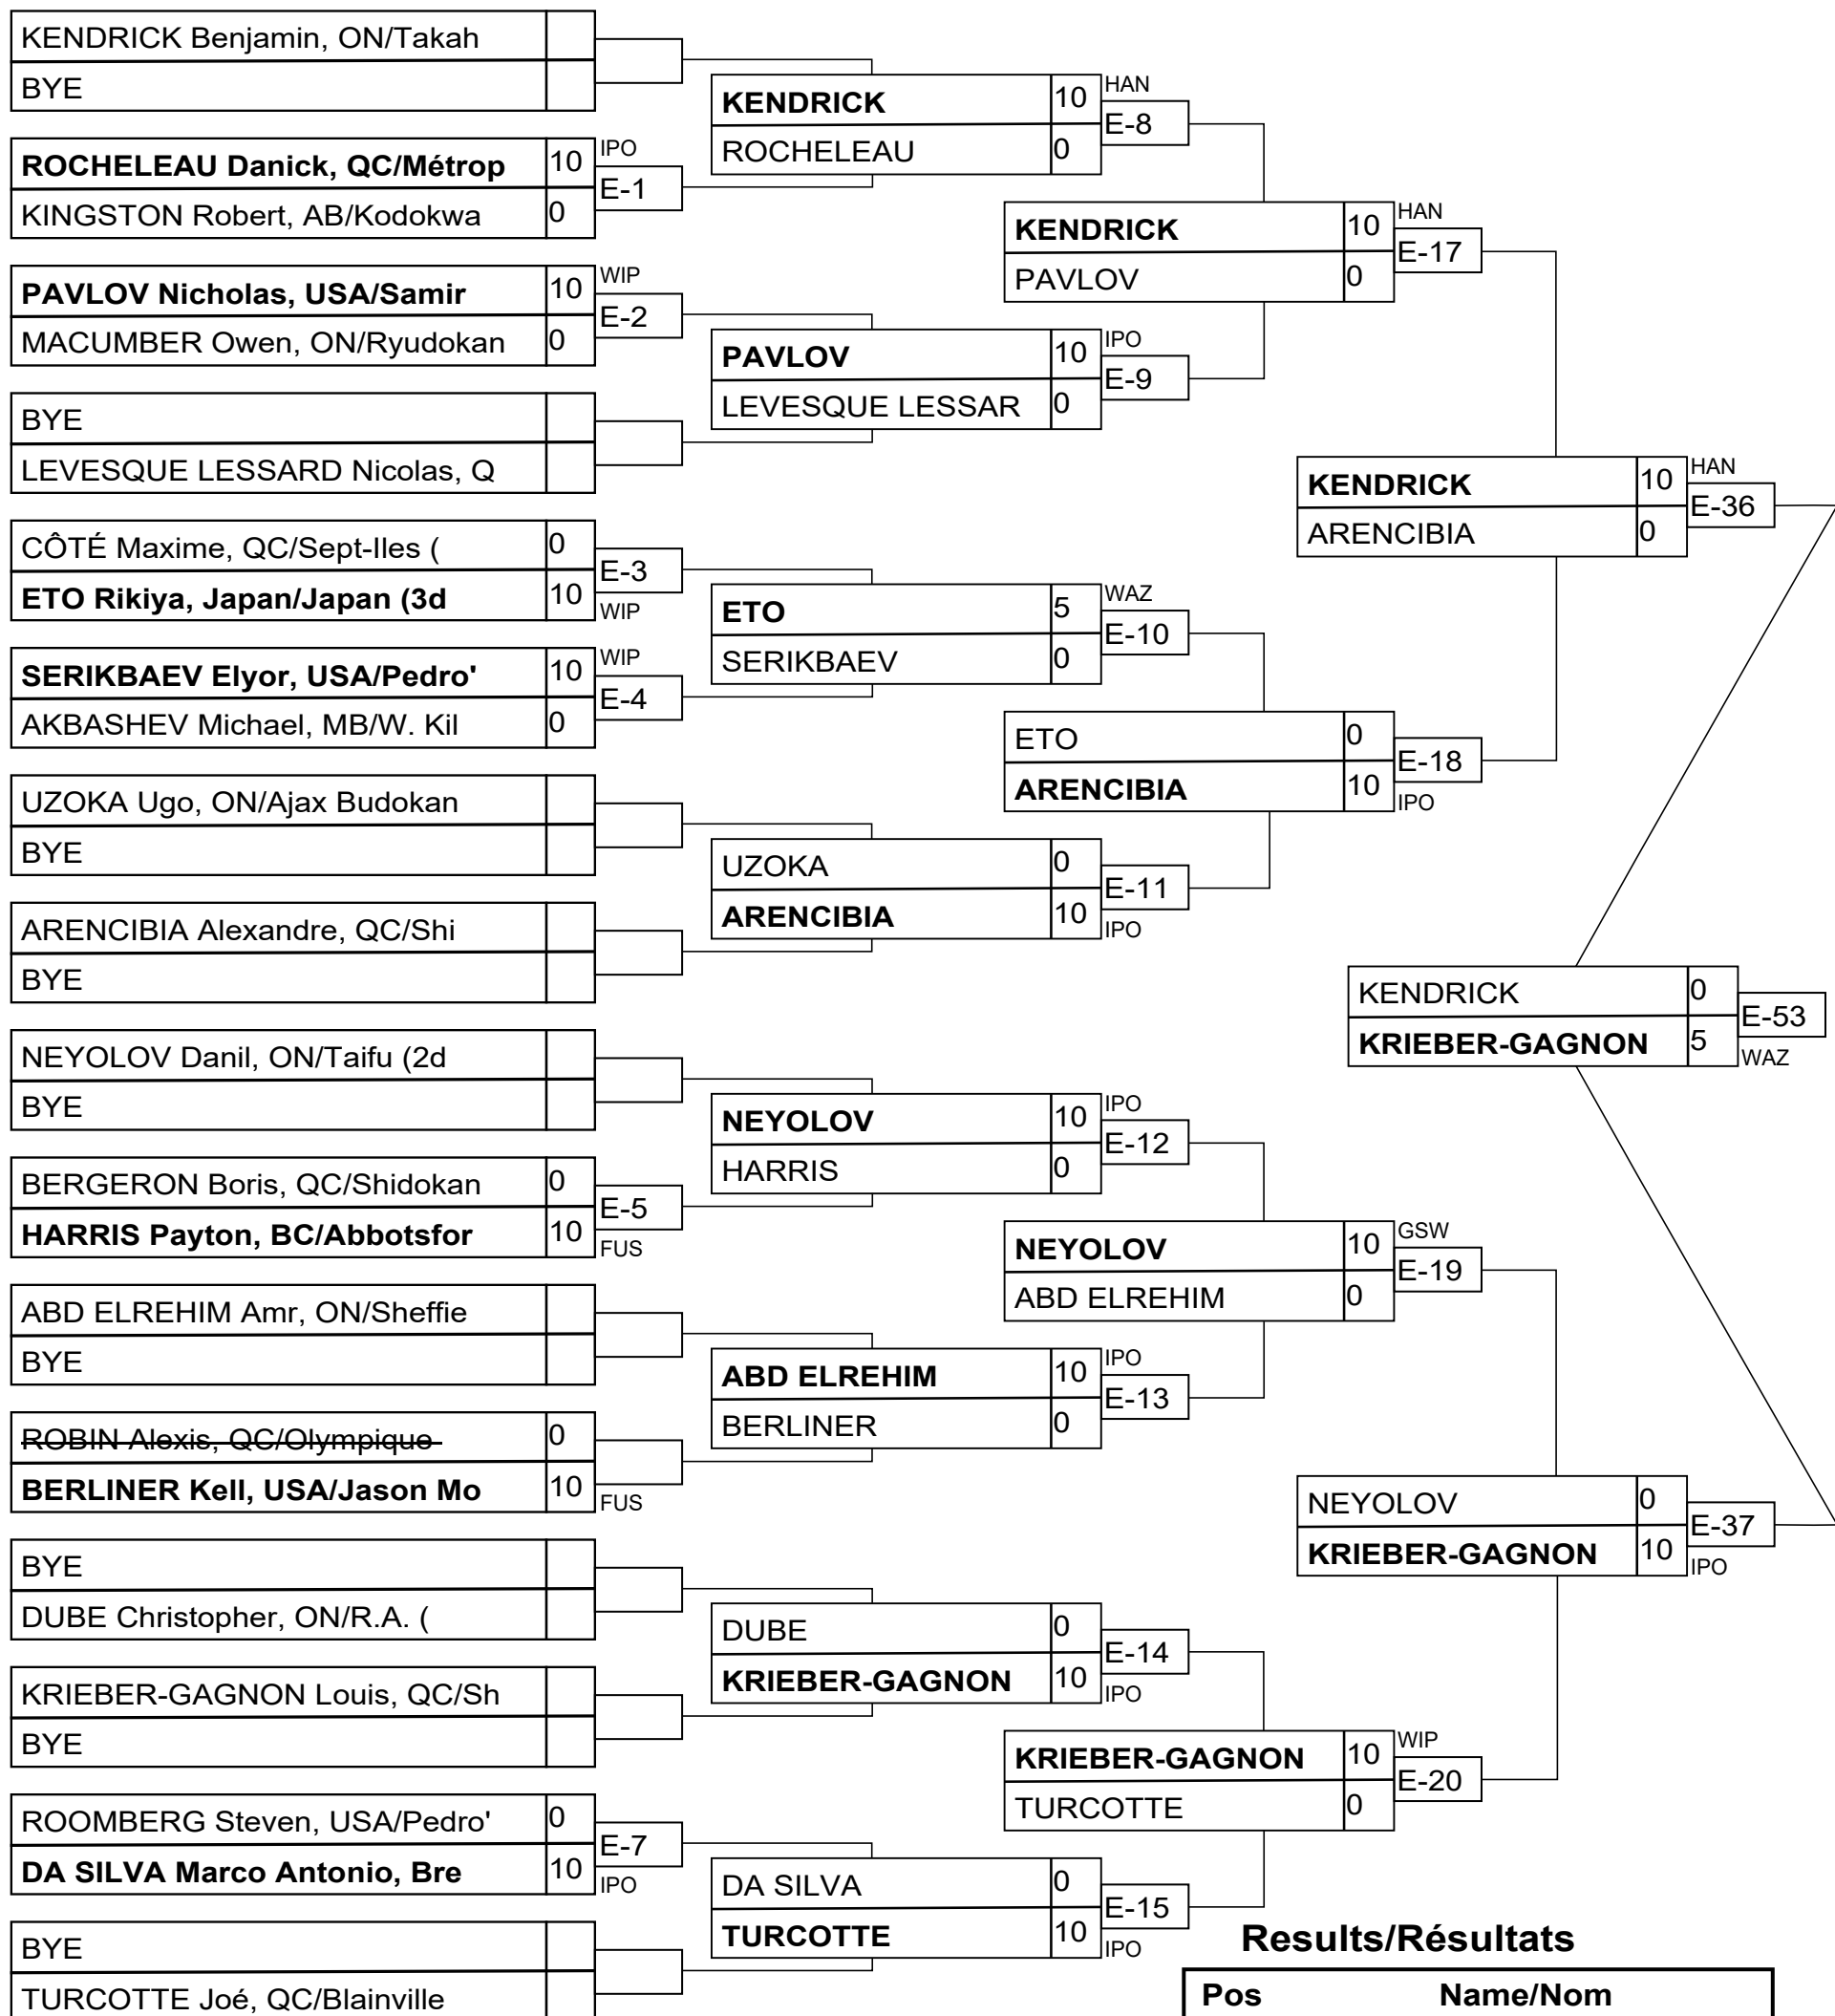 KENDRICK Benjamin, ON/Takah
BYE
ROCHELEAU Danick, QC/Métrop 10 IPO
E-1
KINGSTON Robert, AB/Kodokwa 0
PAVLOV Nicholas, USA/Samir 10 WIP
E-2
MACUMBER Owen, ON/Ryudokan 0
BYE
LEVESQUE LESSARD Nicolas, Q
CÔTÉ Maxime, QC/Sept-Iles ( 0
E-3
ETO Rikiya, Japan/Japan (3d 10 WIP
SERIKBAEV Elyor, USA/Pedro' 10 WIP
E-4
AKBASHEV Michael, MB/W. Kil 0
UZOKA Ugo, ON/Ajax Budokan
BYE
ARENCIBIA Alexandre, QC/Shi
BYE
NEYOLOV Danil, ON/Taifu (2d
BYE
BERGERON Boris, QC/Shidokan 0
E-5
HARRIS Payton, BC/Abbotsfor 10 FUS
ABD ELREHIM Amr, ON/Sheffie
BYE
ROBIN Alexis, QC/Olympique 0
BERLINER Kell, USA/Jason Mo 10 FUS
BYE
DUBE Christopher, ON/R.A. (
KRIEBER-GAGNON Louis, QC/Sh
BYE
ROOMBERG Steven, USA/Pedro' 0
E-7
DA SILVA Marco Antonio, Bre 10 IPO
BYE
TURCOTTE Joé, QC/Blainville
KENDRICK 10 HAN
E-8
ROCHELEAU 0
PAVLOV 10 IPO
E-9
LEVESQUE LESSAR 0
ETO 5 WAZ
E-10
SERIKBAEV 0
UZOKA 0
E-11
ARENCIBIA 10 IPO
NEYOLOV 10 IPO
E-12
HARRIS 0
ABD ELREHIM 10 IPO
E-13
BERLINER 0
DUBE 0
E-14
KRIEBER-GAGNON 10 IPO
DA SILVA 0
E-15
TURCOTTE 10 IPO
KENDRICK 10 HAN
E-17
PAVLOV 0
ETO 0
E-18
ARENCIBIA 10 IPO
NEYOLOV 10 GSW
E-19
ABD ELREHIM 0
KRIEBER-GAGNON 10 WIP
E-20
TURCOTTE 0
KENDRICK 10 HAN
E-36
ARENCIBIA 0
NEYOLOV 0
E-37
KRIEBER-GAGNON 10 IPO
KENDRICK 0
E-53
KRIEBER-GAGNON 5 WAZ
Results/Résultats
Pos Name/Nom